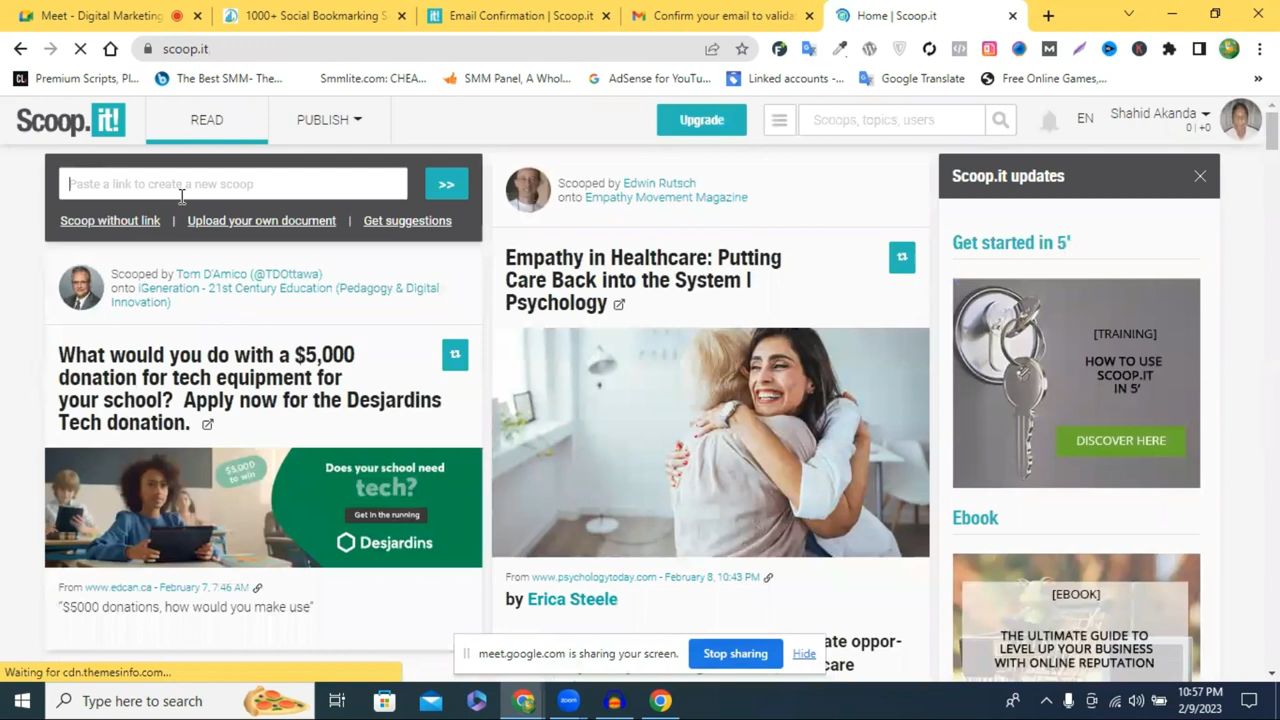 Meet - Digital Marketing
1000+ Social Bookmarking S
Email Confirmation | Scoop.it
Confirm your email to valida
Home | Scoop.it
scoop.it
Premium Scripts, Pl...
The Best SMM- The...
Smmlite.com: CHEA...
SMM Panel, A Whol...
AdSense for YouTu...
Linked accounts -...
Google Translate
Free Online Games,...
Scoop.it!
READ
PUBLISH
Upgrade
Scoops, topics, users
EN
Shahid Akanda
0 | +0
Paste a link to create a new scoop
>>
Scoop without link | Upload your own document | Get suggestions
Scooped by Tom D'Amico (@TDOttawa)
onto iGeneration - 21st Century Education (Pedagogy & Digital
Innovation)
What would you do with a $5,000
donation for tech equipment for
your school? Apply now for the Desjardins
Tech donation.
$5,000
to win
Does your school need
tech?
Get in the running
Desjardins
From www.edcan.ca - February 7, 7:46 AM
"$5000 donations, how would you make use"
Scooped by Edwin Rutsch
onto Empathy Movement Magazine
Empathy in Healthcare: Putting
Care Back into the System |
Psychology
From www.psychologytoday.com - February 8, 10:43 PM
by Erica Steele
ate oppor-
care
Scoop.it updates
Get started in 5'
[TRAINING]
HOW TO USE
SCOOP.IT
IN 5'
DISCOVER HERE
Ebook
[EBOOK]
THE ULTIMATE GUIDE TO
LEVEL UP YOUR BUSINESS
WITH ONLINE REPUTATION
meet.google.com is sharing your screen.
Stop sharing
Hide
Waiting for cdn.themesinfo.com...
Type here to search
10:57 PM
2/9/2023